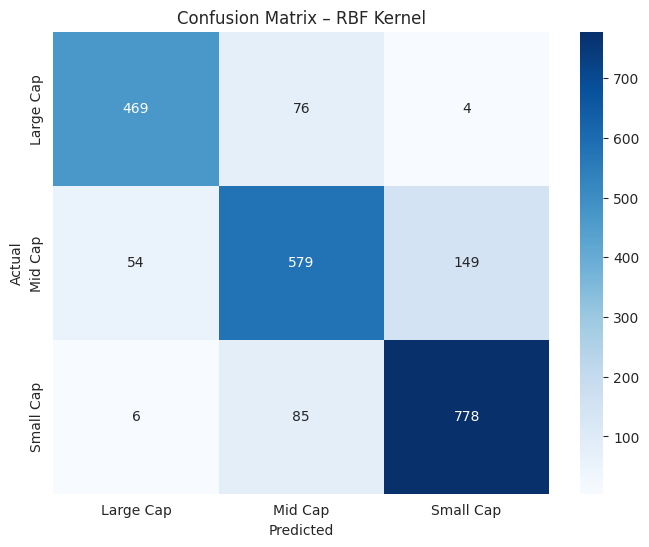 Confusion Matrix – RBF Kernel
Actual
Large Cap
Mid Cap
Small Cap
469 76 4
54 579 149
6 85 778
Large Cap Mid Cap Small Cap
Predicted
700
600
500
400
300
200
100